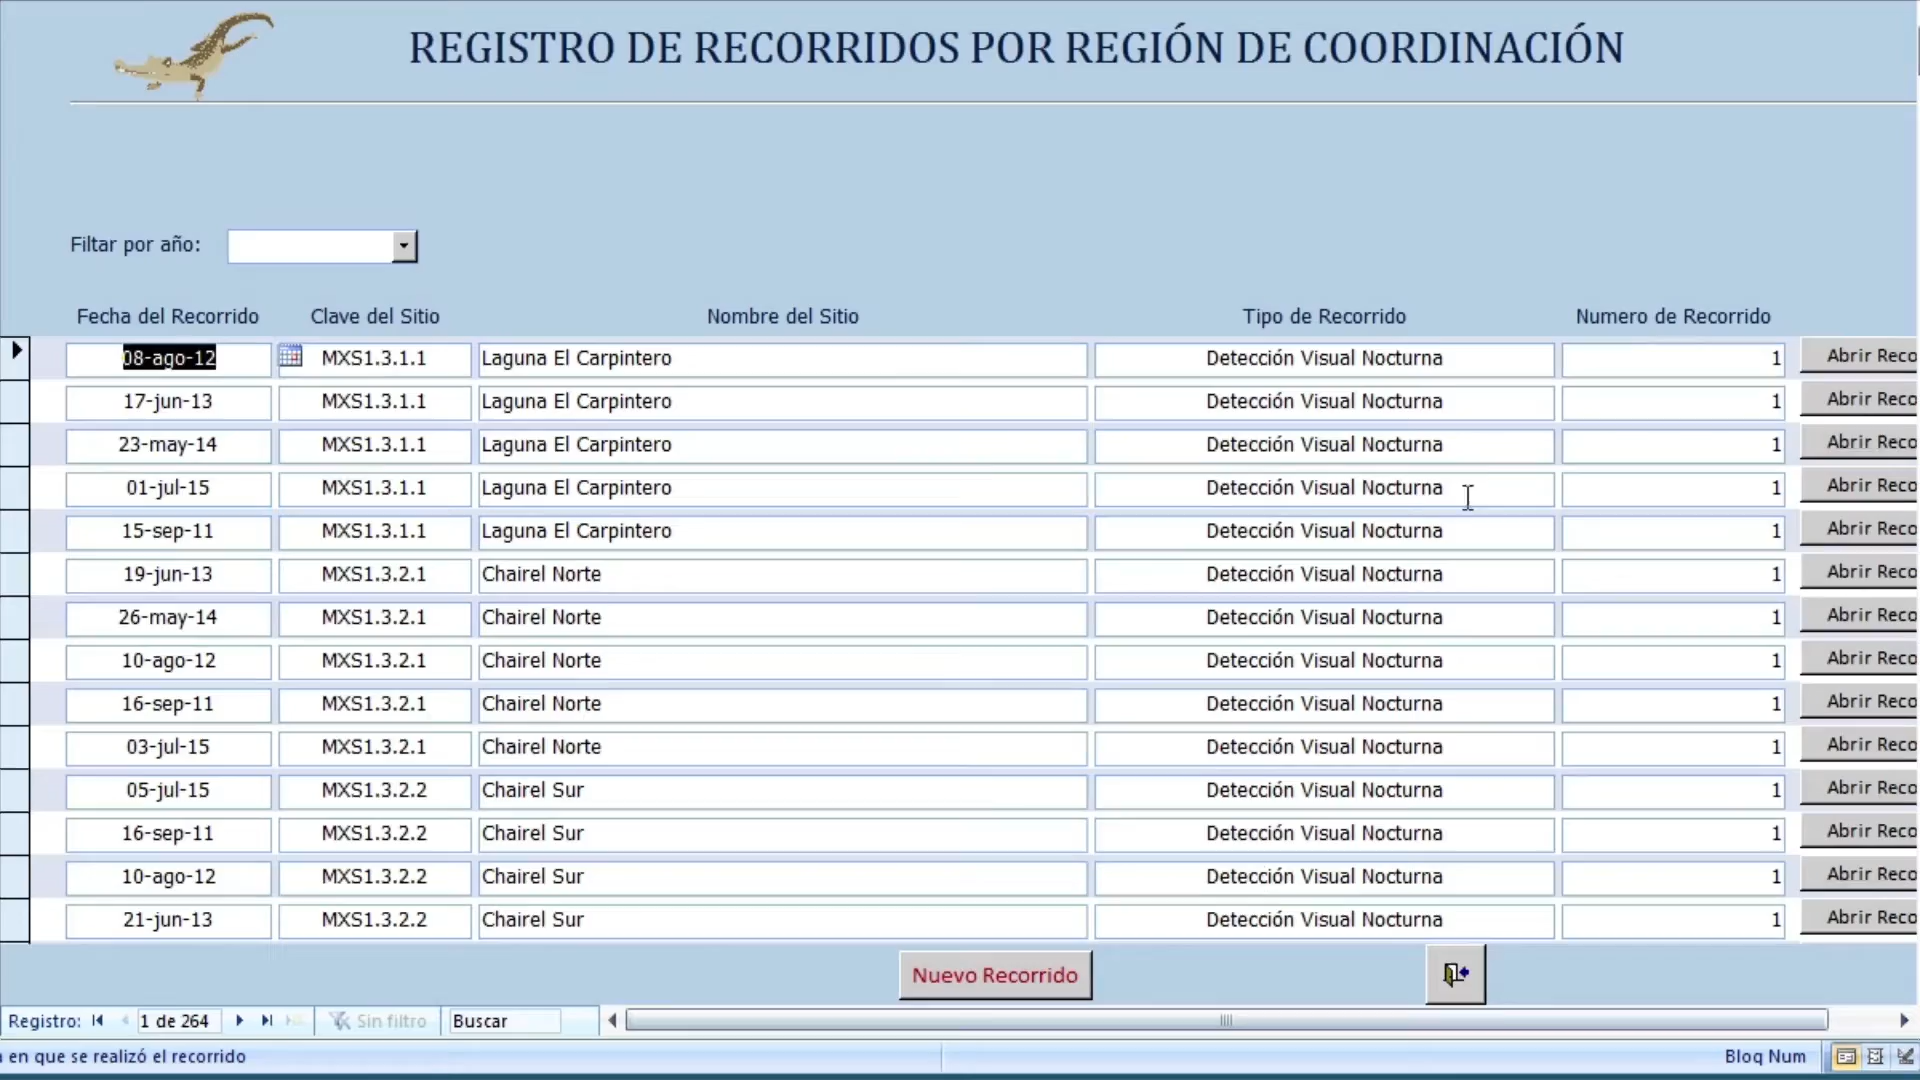 REGISTRO DE RECORRIDOS POR REGIÓN DE COORDINACIÓN
Filtar por año:
Fecha del Recorrido Clave del Sitio Nombre del Sitio Tipo de Recorrido Numero de Recorrido
08-ago-12 MXS1.3.1.1 Laguna El Carpintero Detección Visual Nocturna 1 Abrir Reco
17-jun-13 MXS1.3.1.1 Laguna El Carpintero Detección Visual Nocturna 1 Abrir Reco
23-may-14 MXS1.3.1.1 Laguna El Carpintero Detección Visual Nocturna 1 Abrir Reco
01-jul-15 MXS1.3.1.1 Laguna El Carpintero Detección Visual Nocturna 1 Abrir Reco
15-sep-11 MXS1.3.1.1 Laguna El Carpintero Detección Visual Nocturna 1 Abrir Reco
19-jun-13 MXS1.3.2.1 Chairel Norte Detección Visual Nocturna 1 Abrir Reco
26-may-14 MXS1.3.2.1 Chairel Norte Detección Visual Nocturna 1 Abrir Reco
10-ago-12 MXS1.3.2.1 Chairel Norte Detección Visual Nocturna 1 Abrir Reco
16-sep-11 MXS1.3.2.1 Chairel Norte Detección Visual Nocturna 1 Abrir Reco
03-jul-15 MXS1.3.2.1 Chairel Norte Detección Visual Nocturna 1 Abrir Reco
05-jul-15 MXS1.3.2.2 Chairel Sur Detección Visual Nocturna 1 Abrir Reco
16-sep-11 MXS1.3.2.2 Chairel Sur Detección Visual Nocturna 1 Abrir Reco
10-ago-12 MXS1.3.2.2 Chairel Sur Detección Visual Nocturna 1 Abrir Reco
21-jun-13 MXS1.3.2.2 Chairel Sur Detección Visual Nocturna 1 Abrir Reco
Nuevo Recorrido
Registro: 1 de 264 Sin filtro Buscar
en que se realizó el recorrido Bloq Num